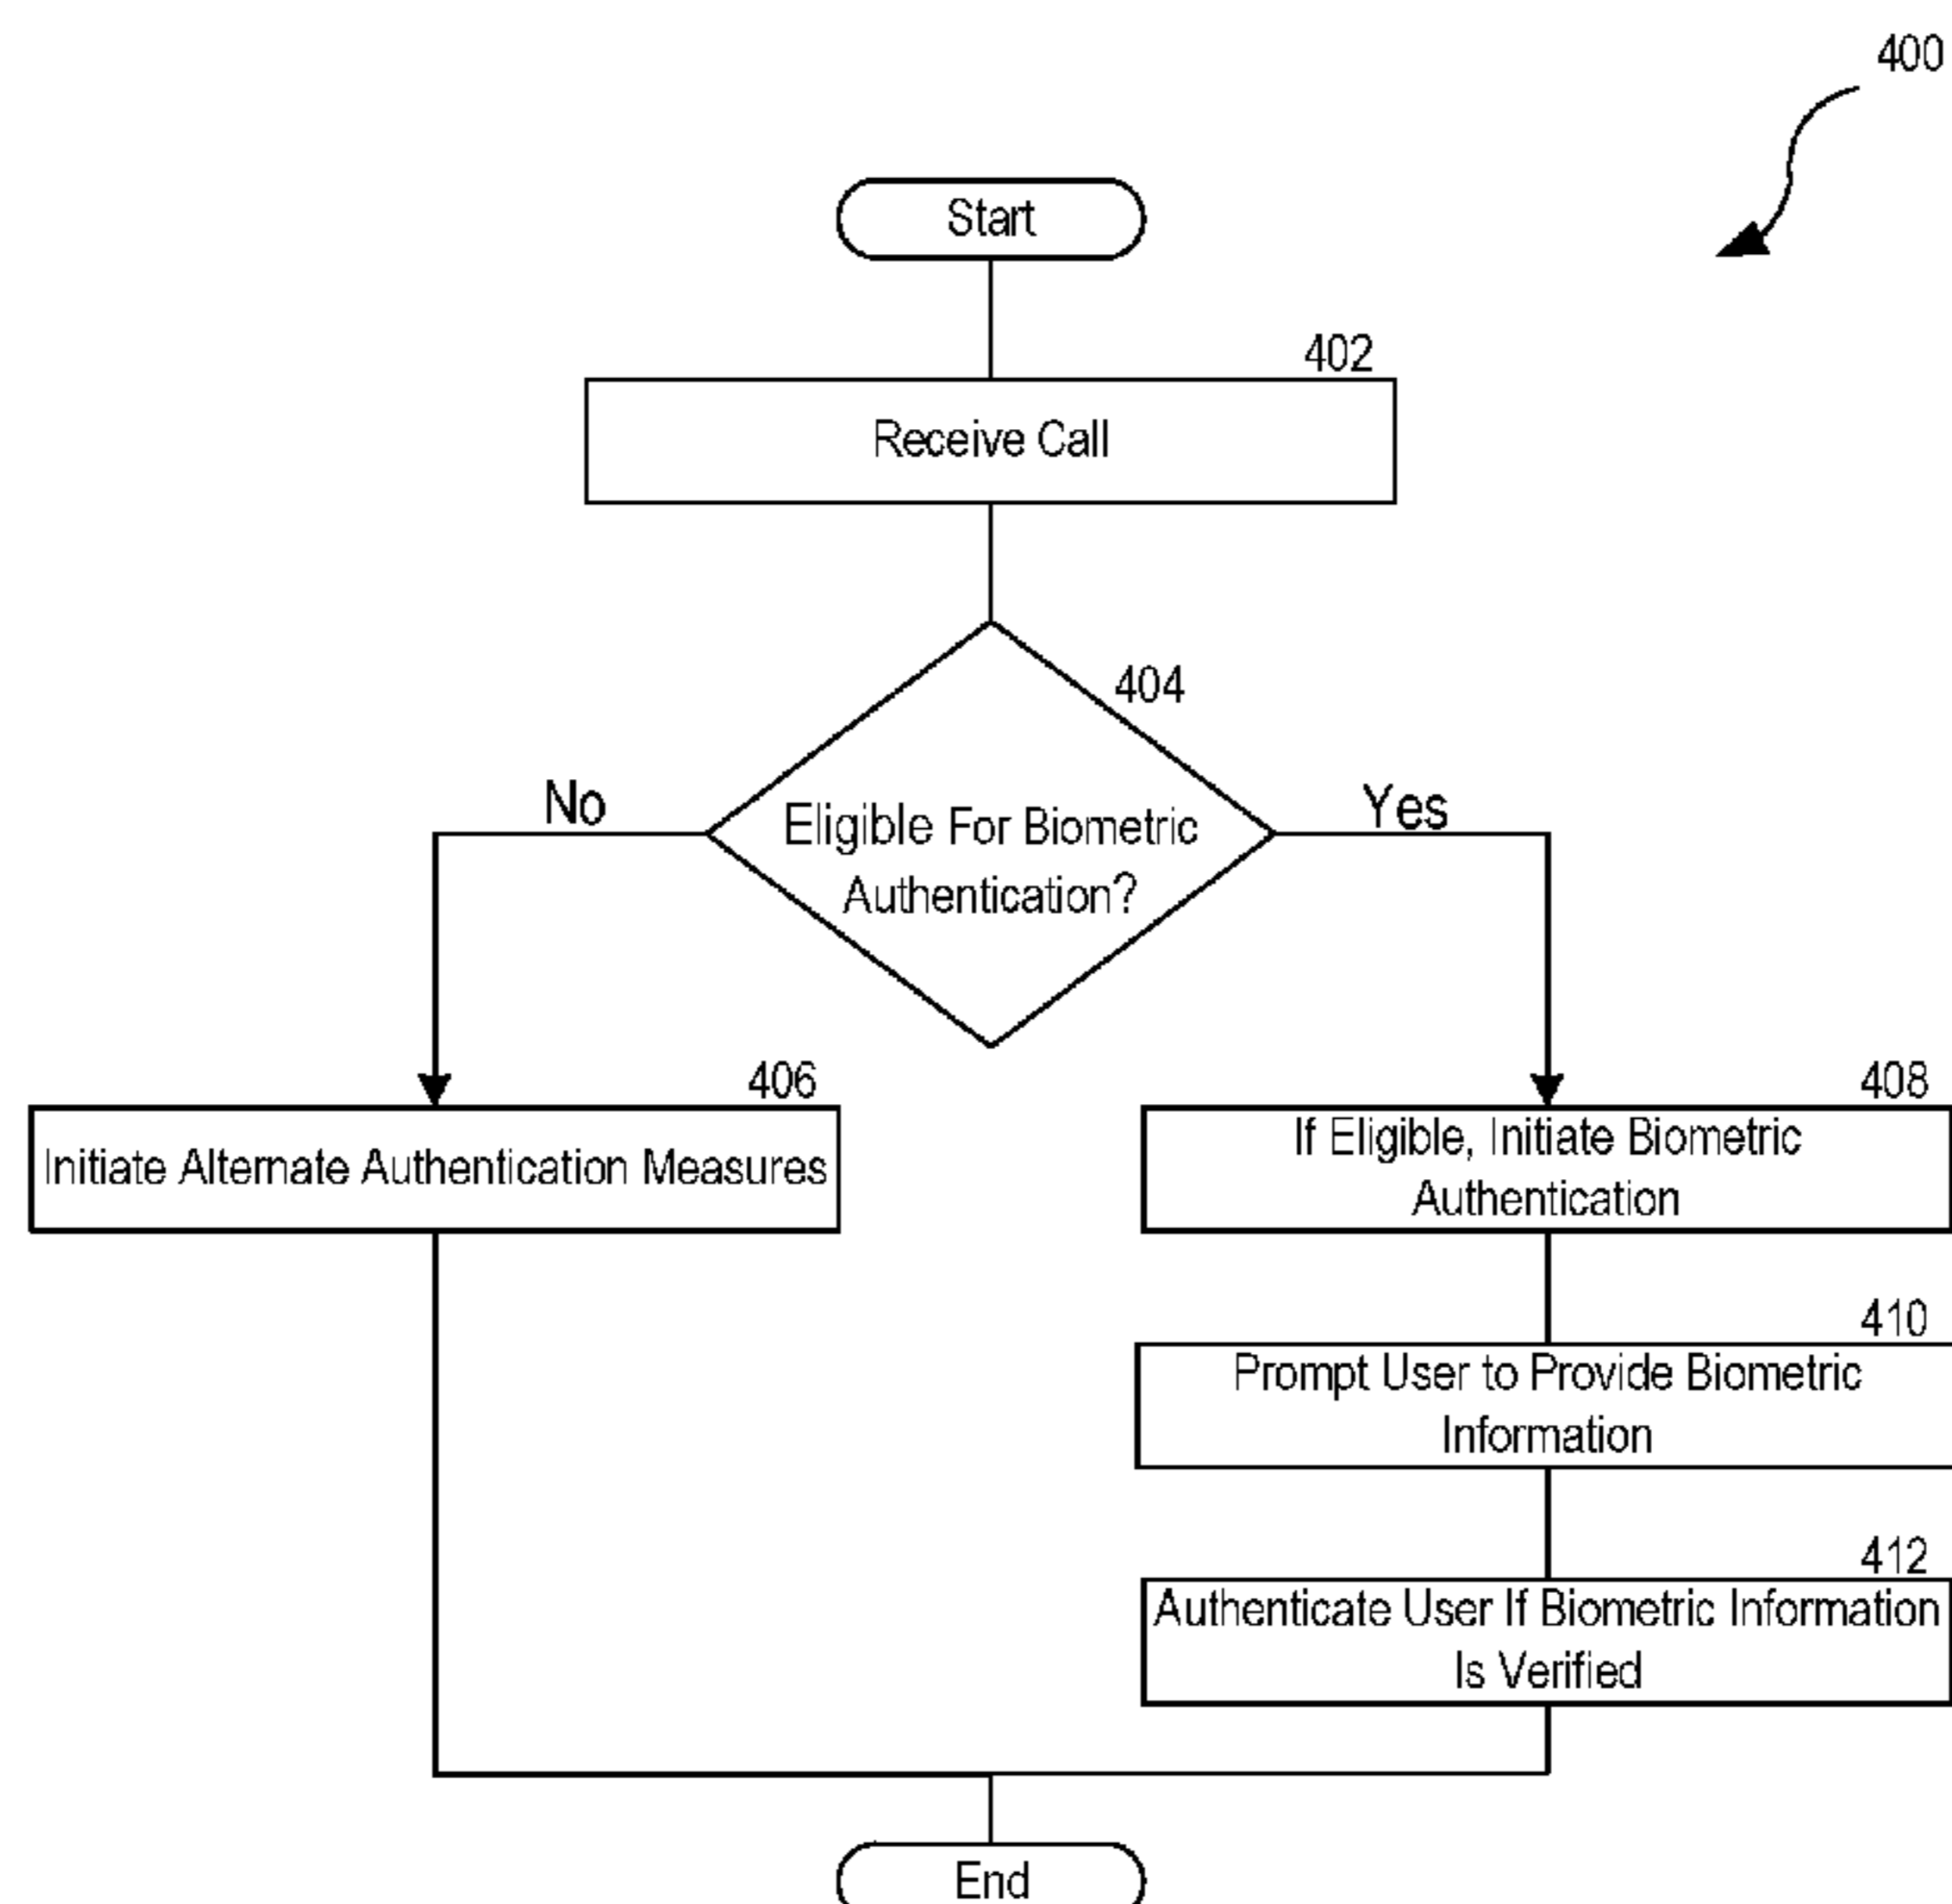 400
Start
402
Receive Call
404
No
Yes
Eligible For Biometric
Authentication?
406
Initiate Alternate Authentication Measures
408
If Eligible, Initiate Biometric
Authentication
410
Prompt User to Provide Biometric
Information
412
Authenticate User If Biometric Information
Is Verified
End